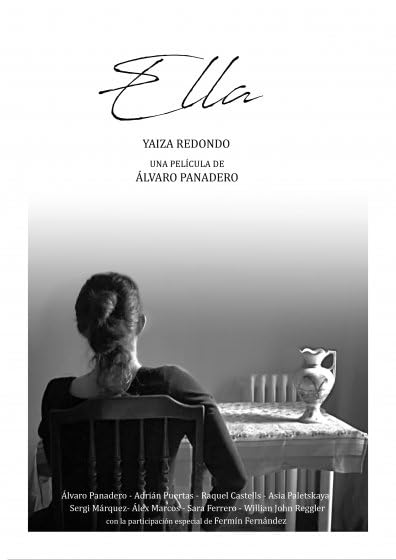 Ella
YAIZA REDONDO
UNA PELÍCULA DE
ÁLVARO PANADERO
Álvaro Panadero - Adrián Puertas - Raquel Castells - Asia Paletskaya
Sergi Márquez- Álex Marcos - Sara Ferrero - Willian John Reggler
con la participación especial de Fermín Fernández